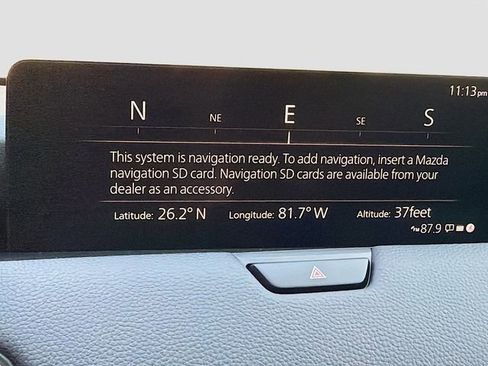 11:13pm
N NE E SE S
This system is navigation ready. To add navigation, insert a Mazda
navigation SD card. Navigation SD cards are available from your
dealer as an accessory.
Latitude: 26.2° N Longitude: 81.7° W Altitude: 37feet
87.9